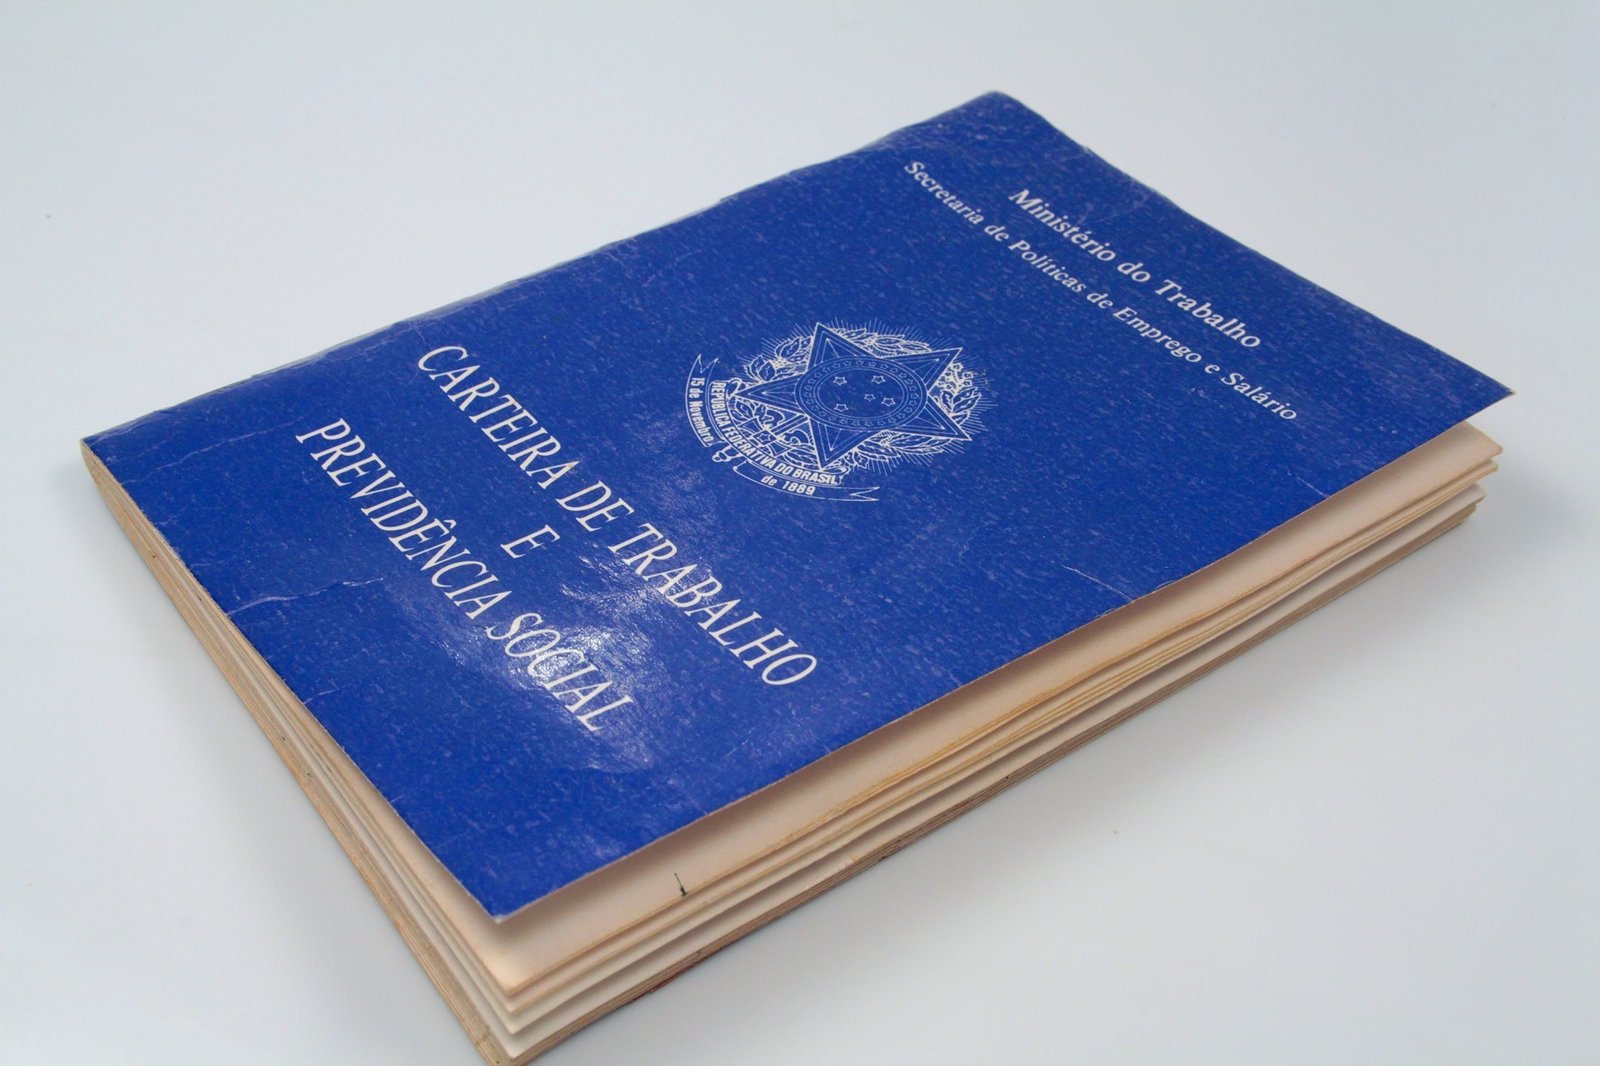 Ministério do Trabalho
Secretaria de Políticas de Emprego e Salário
REPÚBLICA FEDERATIVA DO BRASIL
15 de Novembro de 1889
CARTEIRA DE TRABALHO
E
PREVIDÊNCIA SOCIAL